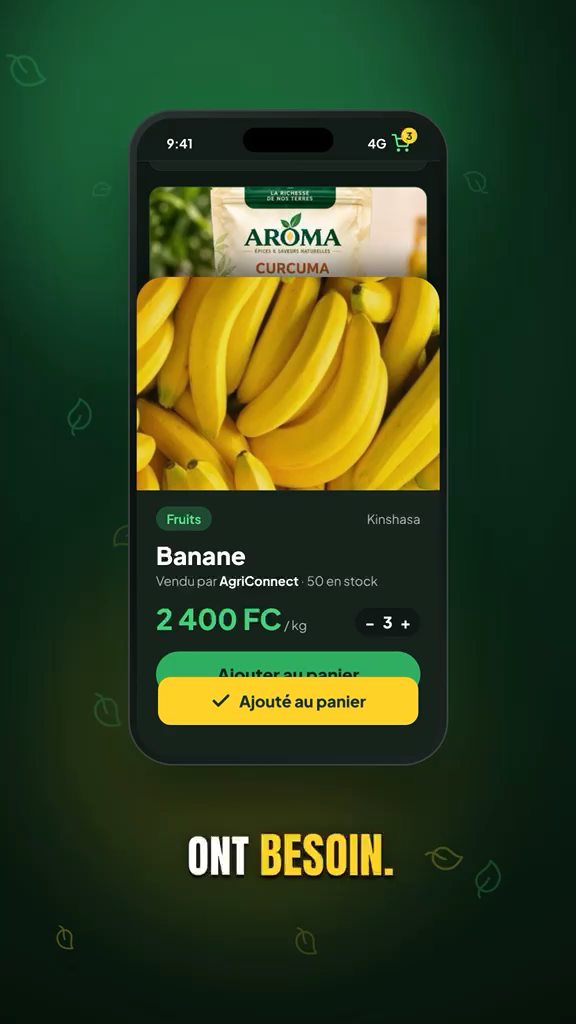 9:41
4G
3
LA RICHESSE
DE NOS TERRES
AROMA
ÉPICES & SAVEURS NATURELLES
CURCUMA
Fruits
Kinshasa
Banane
Vendu par AgriConnect · 50 en stock
2 400 FC / kg
– 3 +
Ajouter au panier
Ajouté au panier
ONT BESOIN.